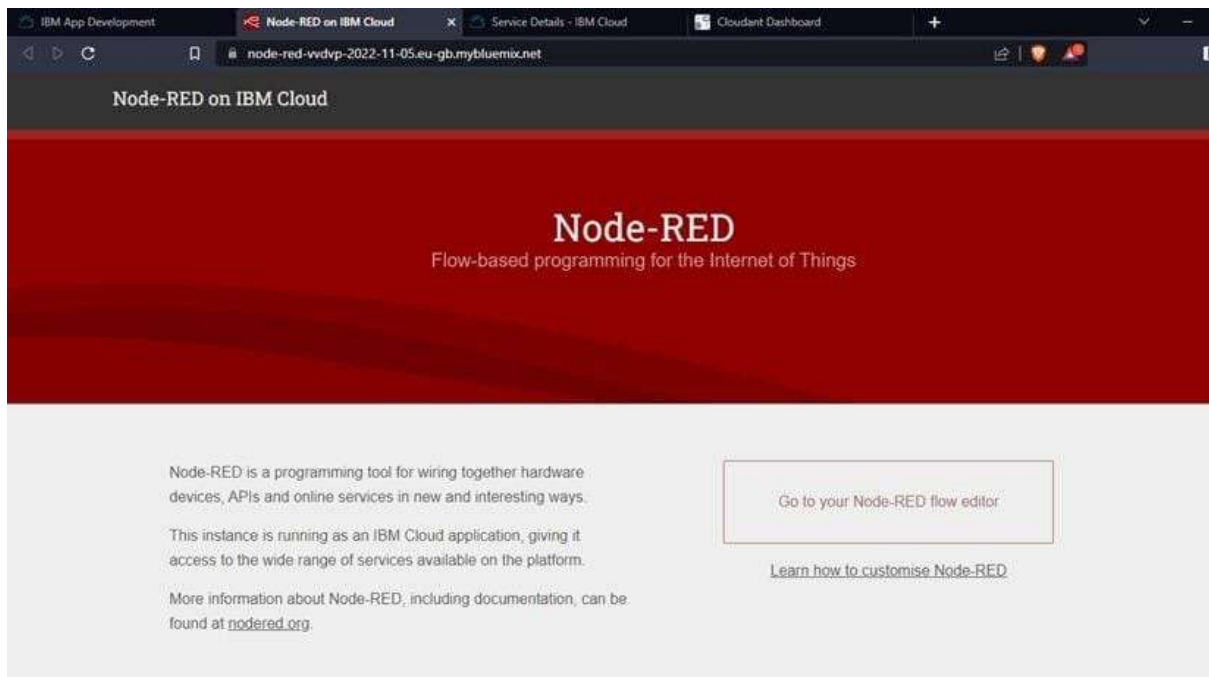 IBM App Development
Node-RED on IBM Cloud
Service Details - IBM Cloud
Cloudant Dashboard
node-red-vvdvp-2022-11-05.eu-gb.mybluemix.net
Node-RED on IBM Cloud
Node-RED
Flow-based programming for the Internet of Things
Node-RED is a programming tool for wiring together hardware
devices, APIs and online services in new and interesting ways.
This instance is running as an IBM Cloud application, giving it
access to the wide range of services available on the platform.
More information about Node-RED, including documentation, can be
found at nodered.org.
Go to your Node-RED flow editor
Learn how to customise Node-RED